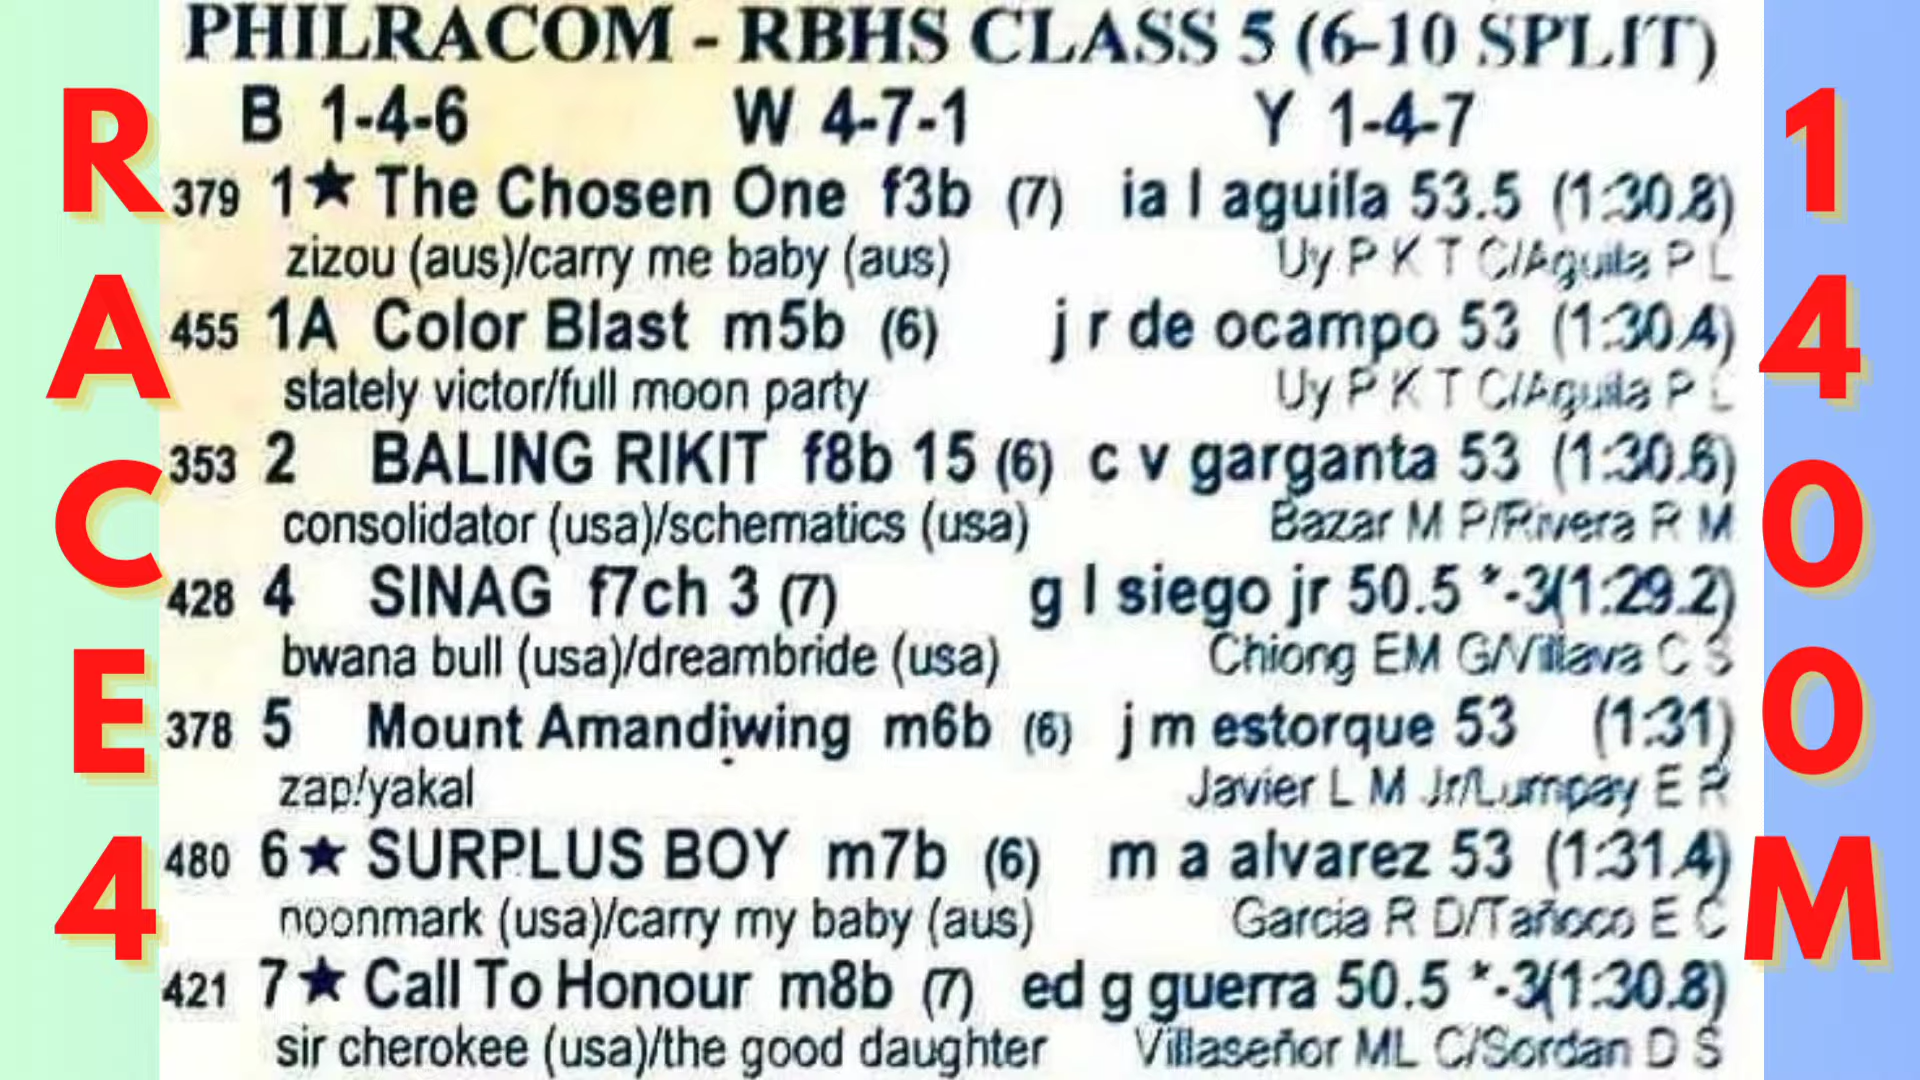 PHILRACOM - RBHS CLASS 5 (6-10 SPLIT)
B 1-4-6 W 4-7-1 Y 1-4-7
379 1★ The Chosen One f3b (7) ia l aguila 53.5 (1:30.8)
zizou (aus)/carry me baby (aus) Uy P K T C/Aguila P L
455 1A Color Blast m5b (6) j r de ocampo 53 (1:30.4)
stately victor/full moon party Uy P K T C/Aguila P L
353 2 BALING RIKIT f8b 15 (6) c v garganta 53 (1:30.6)
consolidator (usa)/schematics (usa) Bazar M P/Rivera R M
428 4 SINAG f7ch 3 (7) g l siego jr 50.5 *-3(1:29.2)
bwana bull (usa)/dreambride (usa) Chiong EM G/Villava C S
378 5 Mount Amandiwing m6b (6) j m estorque 53 (1:31)
zap/yakal Javier L M Jr/Lumpay E R
480 6★ SURPLUS BOY m7b (6) m a alvarez 53 (1:31.4)
noonmark (usa)/carry my baby (aus) Garcia R D/Tañoco E C
421 7★ Call To Honour m8b (7) ed g guerra 50.5 *-3(1:30.8)
sir cherokee (usa)/the good daughter Villaseñor ML C/Sordan D S
RACE 4
1400M